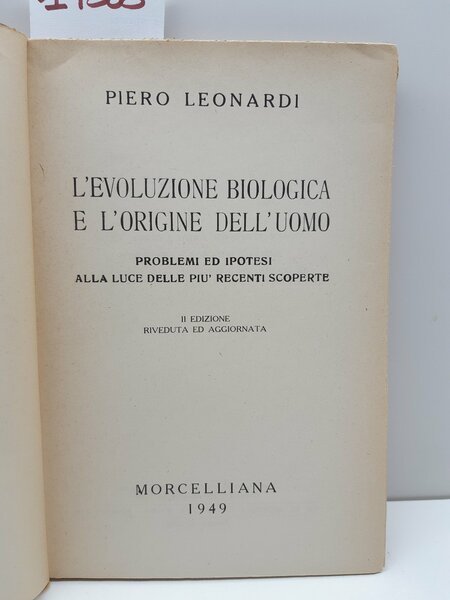 PIERO LEONARDI
L'EVOLUZIONE BIOLOGICA
E L'ORIGINE DELL'UOMO
PROBLEMI ED IPOTESI
ALLA LUCE DELLE PIU' RECENTI SCOPERTE
II EDIZIONE
RIVEDUTA ED AGGIORNATA
MORCELLIANA
1949